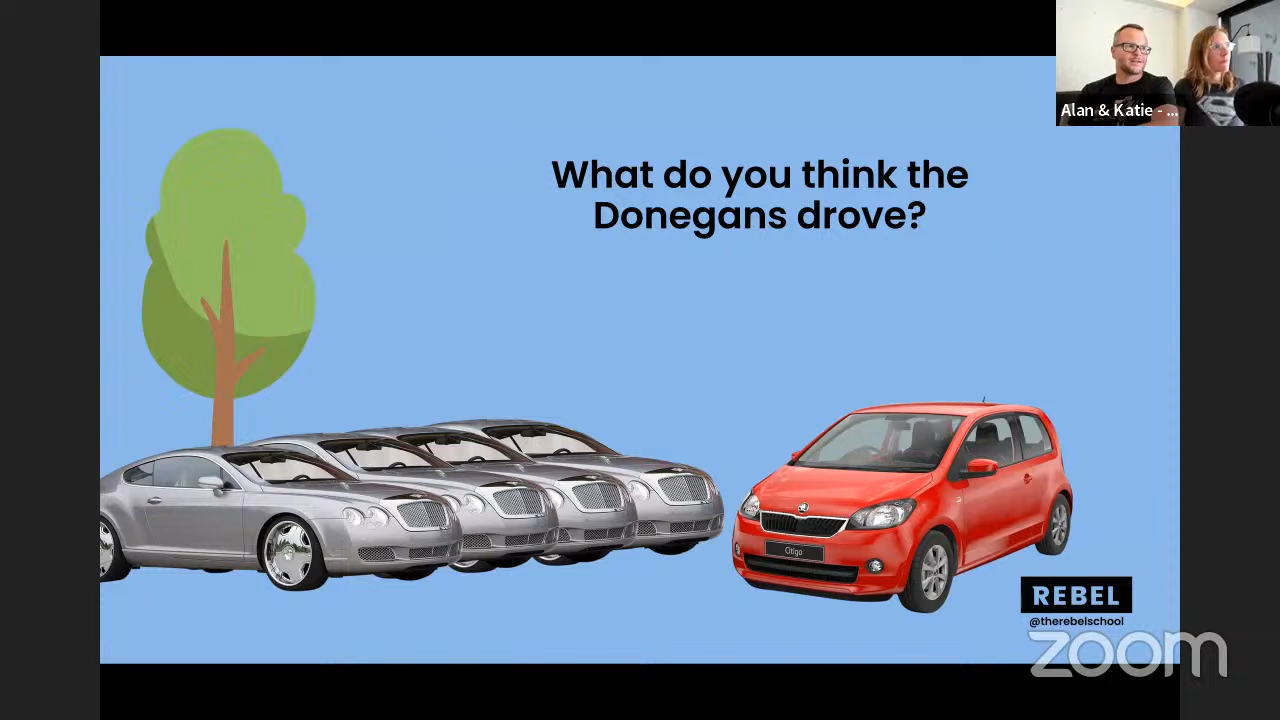 Alan & Katie - ...
What do you think the
Donegans drove?
Citigo
REBEL
@therebelschool
zoom